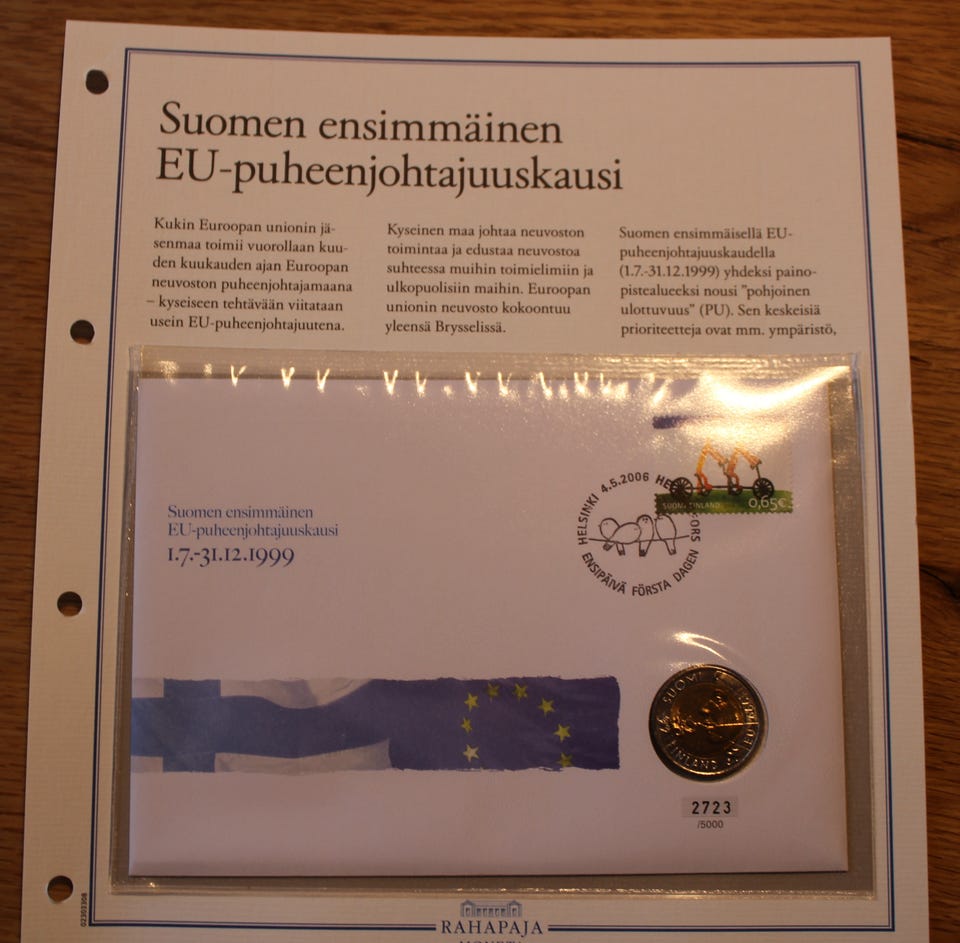 Suomen ensimmäinen
EU-puheenjohtajuuskausi
Kukin Euroopan unionin jä-
senmaa toimii vuorollaan kuu-
den kuukauden ajan Euroopan
neuvoston puheenjohtajamaana
– kyseiseen tehtävään viitataan
usein EU-puheenjohtajuutena.
Kyseinen maa johtaa neuvoston
toimintaa ja edustaa neuvostoa
suhteessa muihin toimielimiin ja
ulkopuolisiin maihin. Euroopan
unionin neuvosto kokoontuu
yleensä Brysselissä.
Suomen ensimmäisellä EU-
puheenjohtajuuskaudella
(1.7.-31.12.1999) yhdeksi paino-
pistealueeksi nousi "pohjoinen
ulottuvuus" (PU). Sen keskeisiä
prioriteetteja ovat mm. ympäristö,
Suomen ensimmäinen
EU-puheenjohtajuuskausi
1.7.-31.12.1999
HELSINKI 4.5.2006
ENSIPÄIVÄ FÖRSTA DAGEN
SUOMI FINLAND
0,65€
SUOMI
FINLAND
2723
/5000
02303308
RAHAPAJA
MONETA